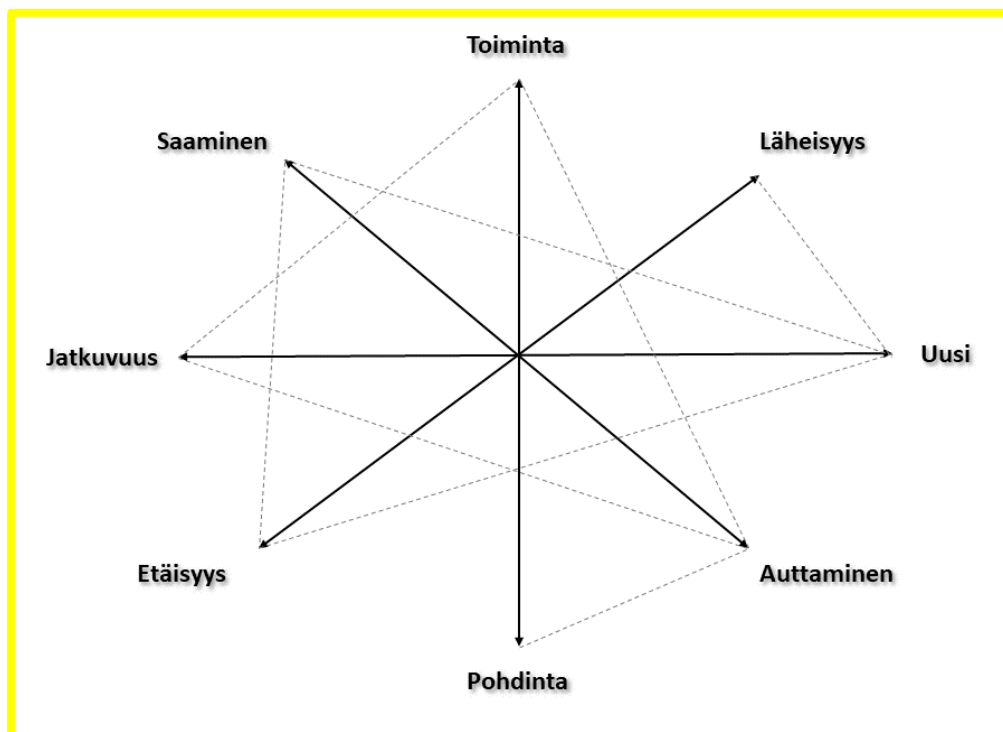 Toiminta
Saaminen
Läheisyys
Jatkuvuus
Uusi
Etäisyys
Auttaminen
Pohdinta